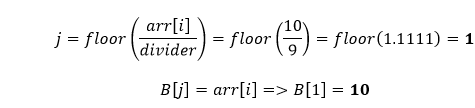 j = floor ( arr[i] / divider ) = floor ( 10 / 9 ) = floor(1.1111) = 1
B[j] = arr[i] => B[1] = 10